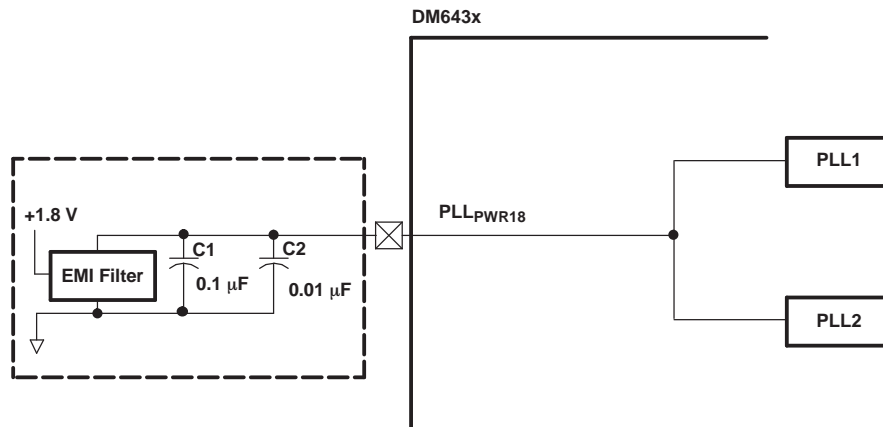 DM643x
PLL1
+1.8 V
PLLPWR18
C1
C2
EMI Filter
0.1 μF
0.01 μF
PLL2